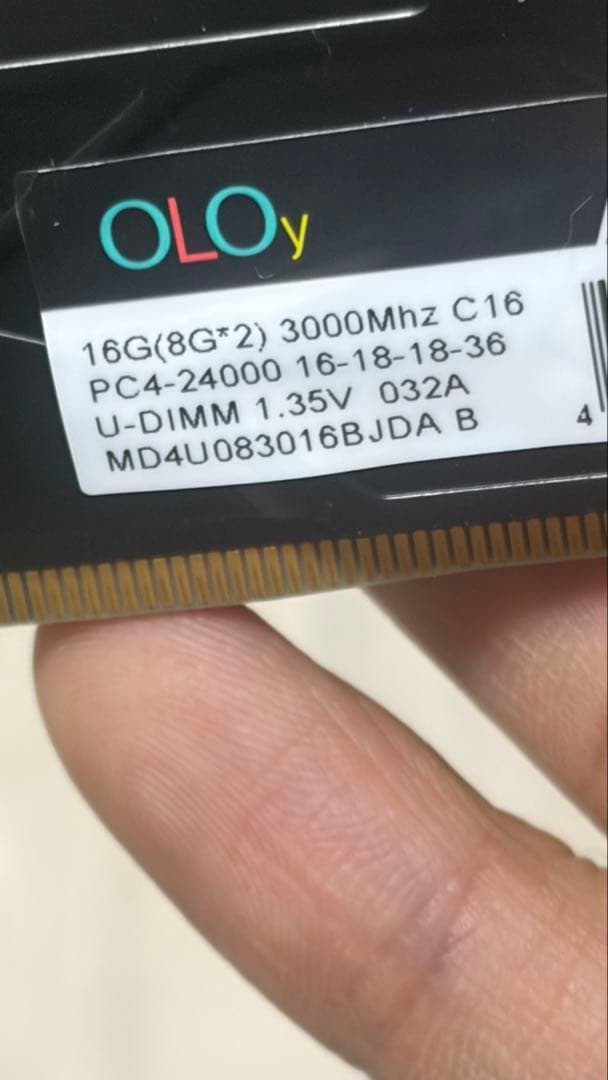 OLOy
16G(8G*2) 3000Mhz C16
PC4-24000 16-18-18-36
U-DIMM 1.35V 032A
MD4U083016BJDA B
4